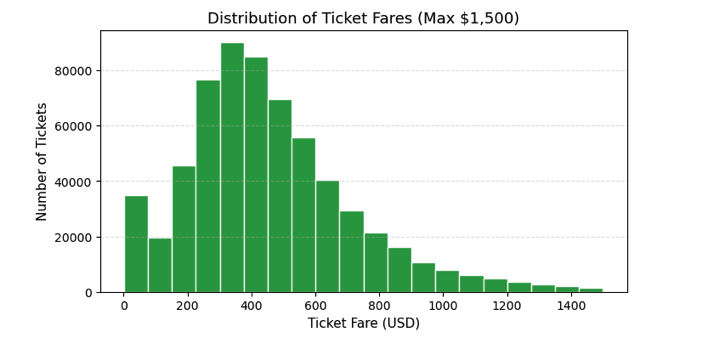 Distribution of Ticket Fares (Max $1,500)
Number of Tickets
80000
60000
40000
20000
0
0 200 400 600 800 1000 1200 1400
Ticket Fare (USD)